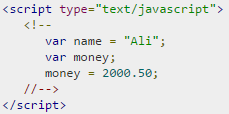 <script type="text/javascript">
   <!--
      var name = "Ali";
      var money;
      money = 2000.50;
   //-->
</script>